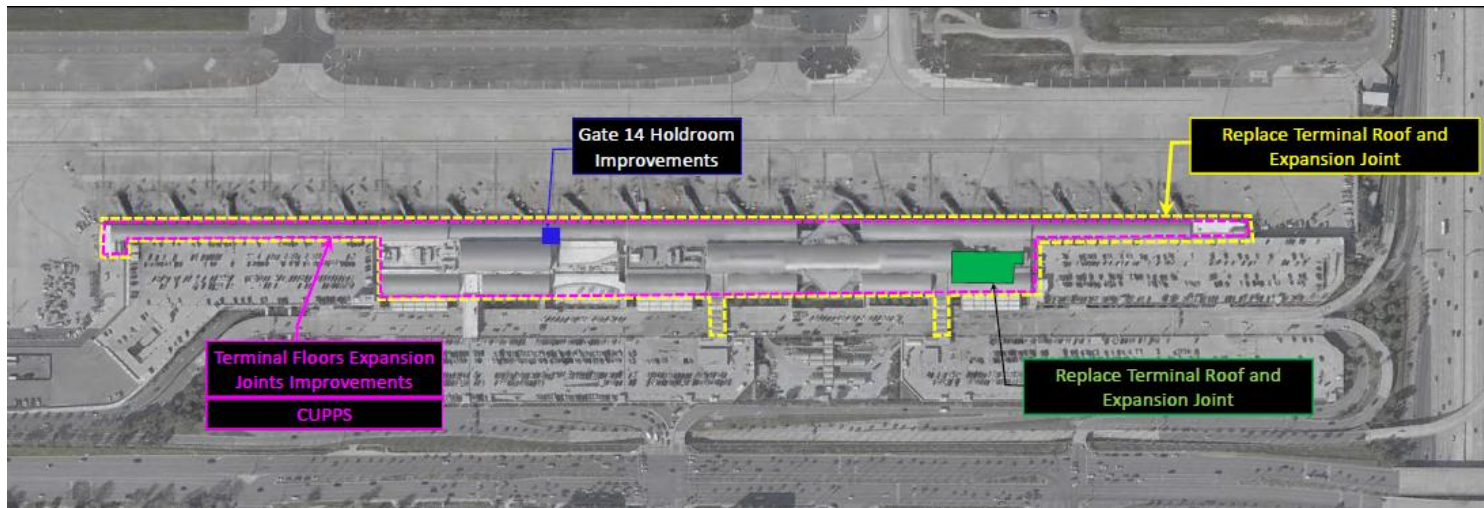 Gate 14 Holdroom
Improvements
Replace Terminal Roof and
Expansion Joint
Terminal Floors Expansion
Joints Improvements
CUPPS
Replace Terminal Roof and
Expansion Joint